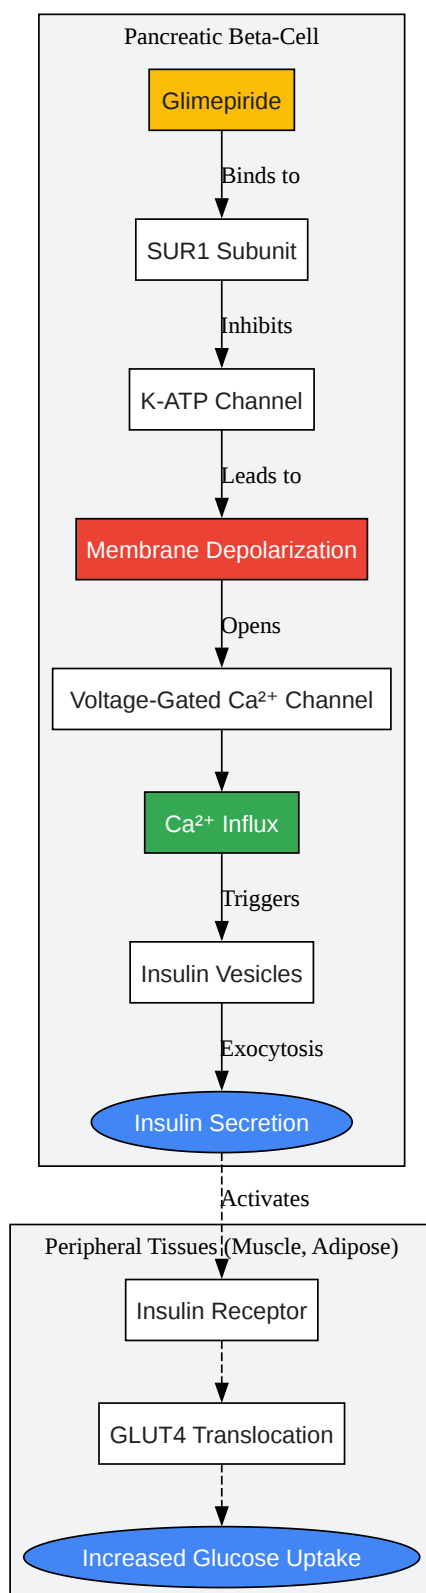 Pancreatic Beta-Cell
Glimepiride
Binds to
SUR1 Subunit
Inhibits
K-ATP Channel
Leads to
Membrane Depolarization
Opens
Voltage-Gated Ca²⁺ Channel
Ca²⁺ Influx
Triggers
Insulin Vesicles
Exocytosis
Insulin Secretion
Activates
Peripheral Tissues (Muscle, Adipose)
Insulin Receptor
GLUT4 Translocation
Increased Glucose Uptake